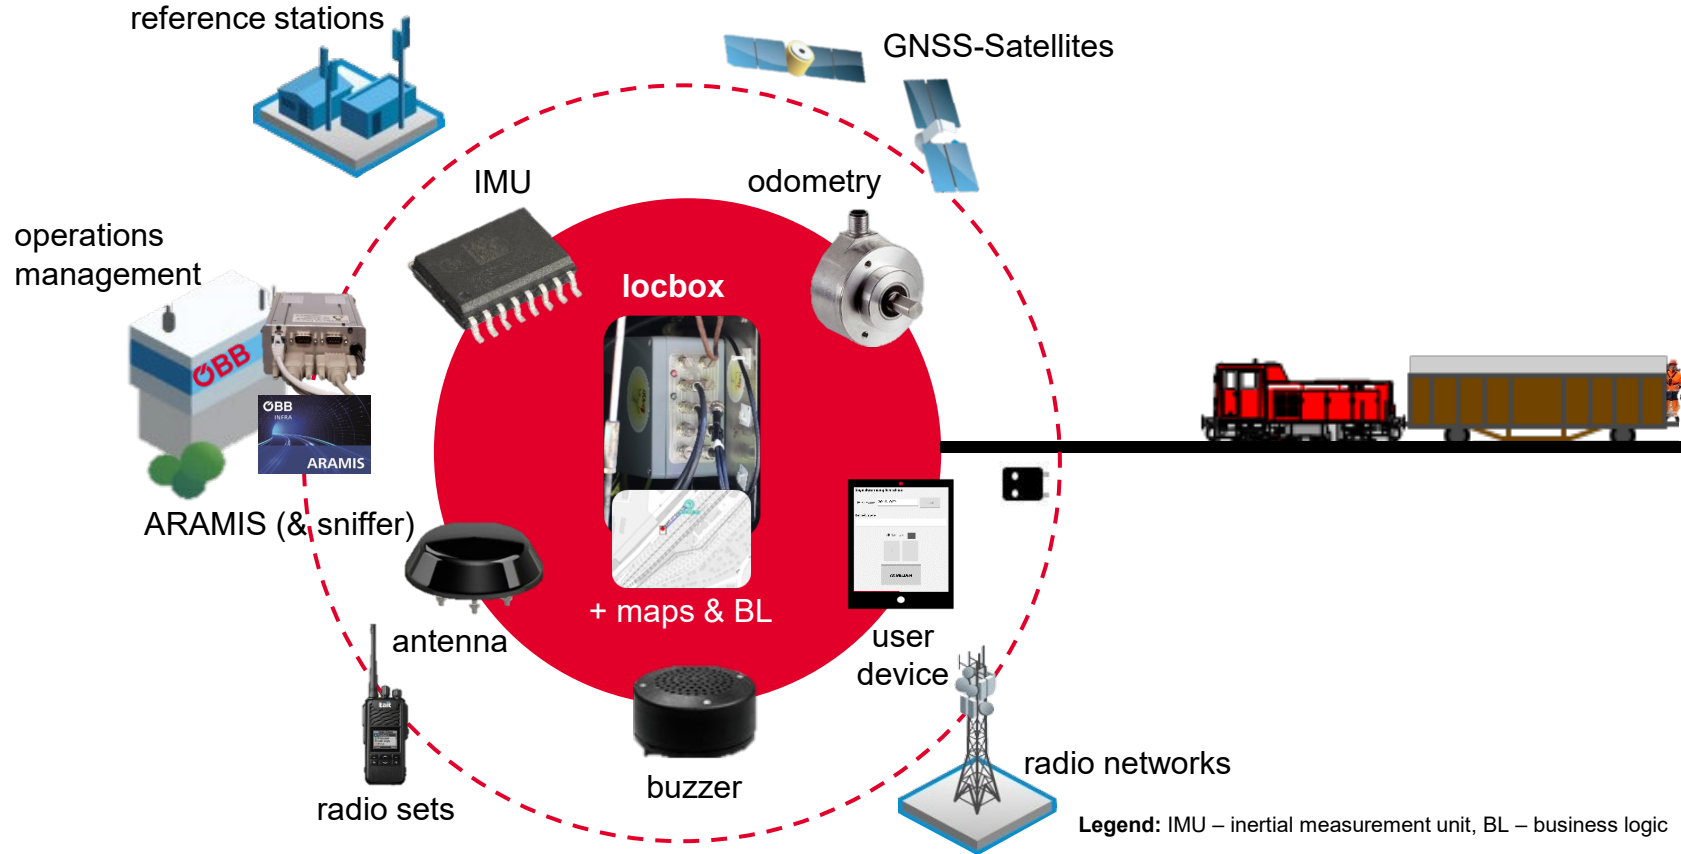 reference stations
GNSS-Satellites
IMU
odometry
operations
management
locbox
ÖBB
ÖBB
INFRA
ARAMIS
ARAMIS (& sniffer)
+ maps & BL
antenna
user
device
radio sets
buzzer
radio networks
Legend: IMU – inertial measurement unit, BL – business logic